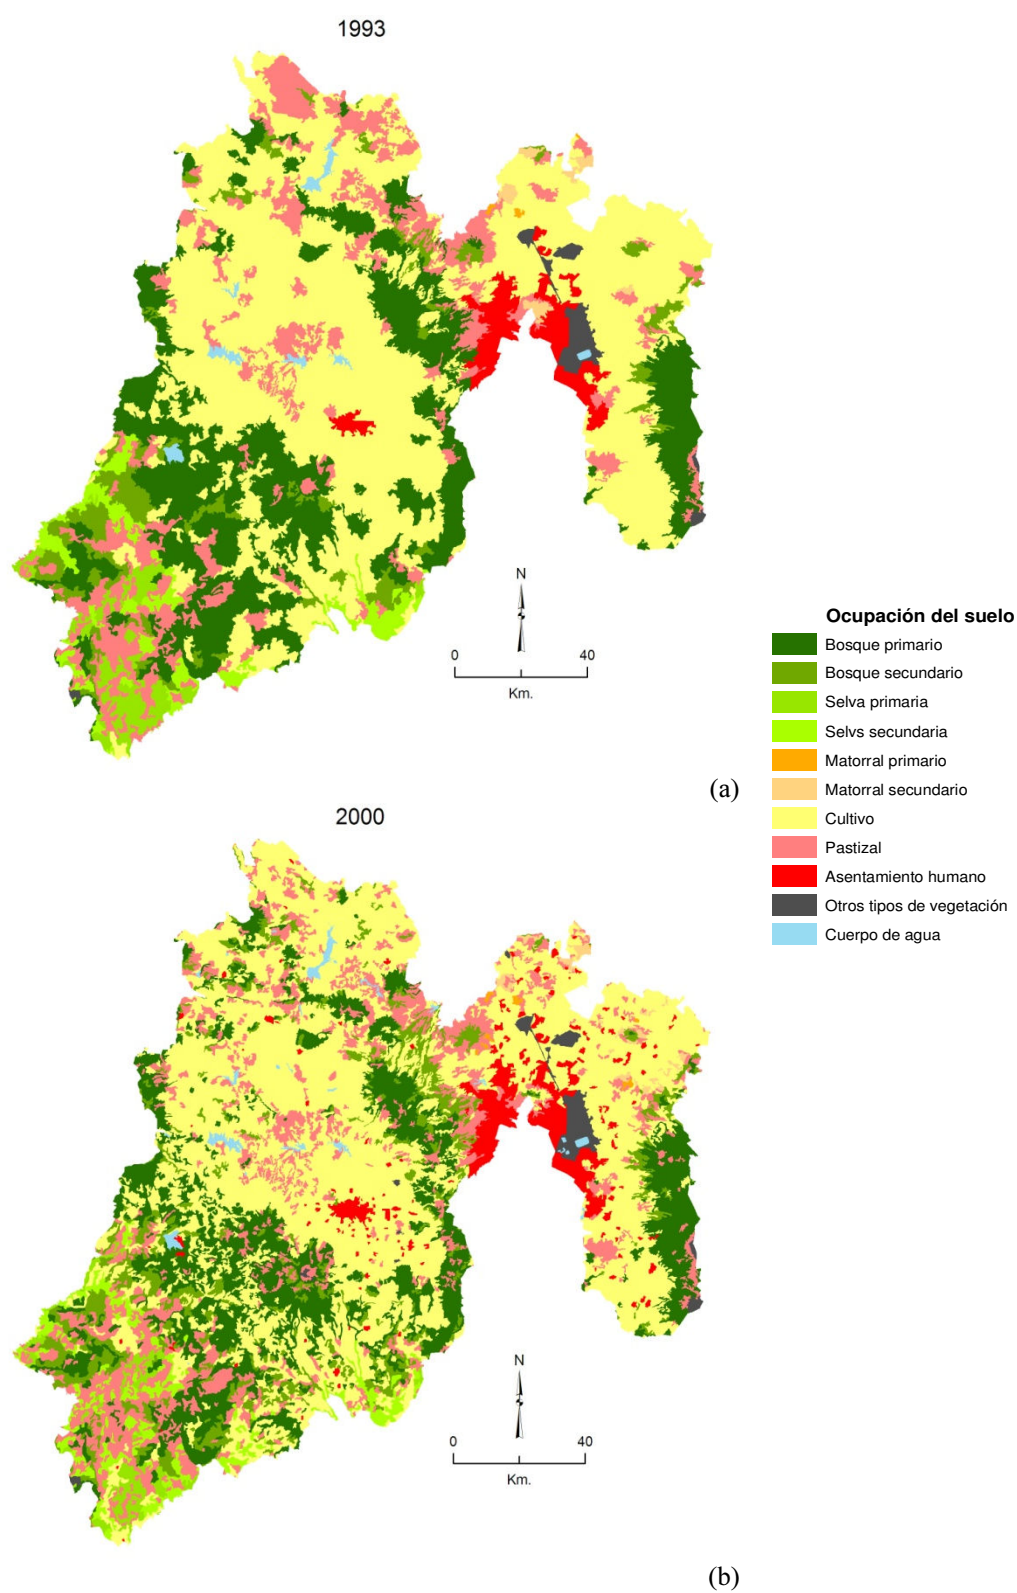 1993
N
0 40
Km.
(a)
Ocupación del suelo
Bosque primario
Bosque secundario
Selva primaria
Selvs secundaria
Matorral primario
Matorral secundario
Cultivo
Pastizal
Asentamiento humano
Otros tipos de vegetación
Cuerpo de agua
2000
N
0 40
Km.
(b)